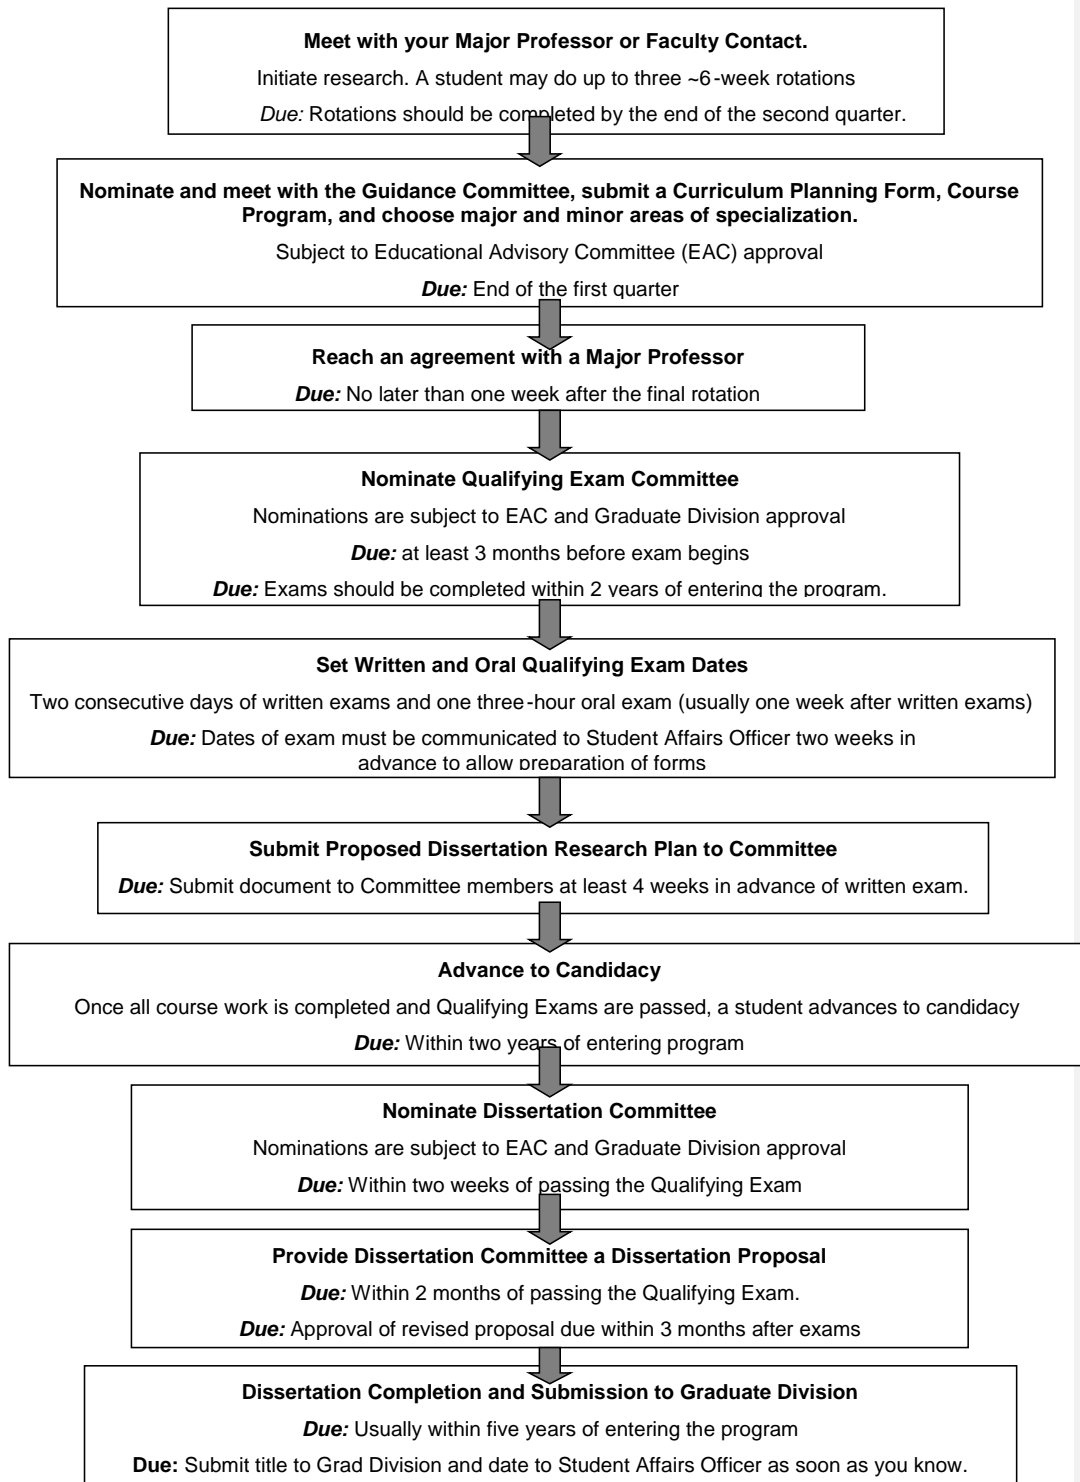 Meet with your Major Professor or Faculty Contact.
Initiate research. A student may do up to three ~6-week rotations
Due: Rotations should be completed by the end of the second quarter.
Nominate and meet with the Guidance Committee, submit a Curriculum Planning Form, Course
Program, and choose major and minor areas of specialization.
Subject to Educational Advisory Committee (EAC) approval
Due: End of the first quarter
Reach an agreement with a Major Professor
Due: No later than one week after the final rotation
Nominate Qualifying Exam Committee
Nominations are subject to EAC and Graduate Division approval
Due: at least 3 months before exam begins
Due: Exams should be completed within 2 years of entering the program.
Set Written and Oral Qualifying Exam Dates
Two consecutive days of written exams and one three-hour oral exam (usually one week after written exams)
Due: Dates of exam must be communicated to Student Affairs Officer two weeks in
advance to allow preparation of forms
Submit Proposed Dissertation Research Plan to Committee
Due: Submit document to Committee members at least 4 weeks in advance of written exam.
Advance to Candidacy
Once all course work is completed and Qualifying Exams are passed, a student advances to candidacy
Due: Within two years of entering program
Nominate Dissertation Committee
Nominations are subject to EAC and Graduate Division approval
Due: Within two weeks of passing the Qualifying Exam
Provide Dissertation Committee a Dissertation Proposal
Due: Within 2 months of passing the Qualifying Exam.
Due: Approval of revised proposal due within 3 months after exams
Dissertation Completion and Submission to Graduate Division
Due: Usually within five years of entering the program
Due: Submit title to Grad Division and date to Student Affairs Officer as soon as you know.